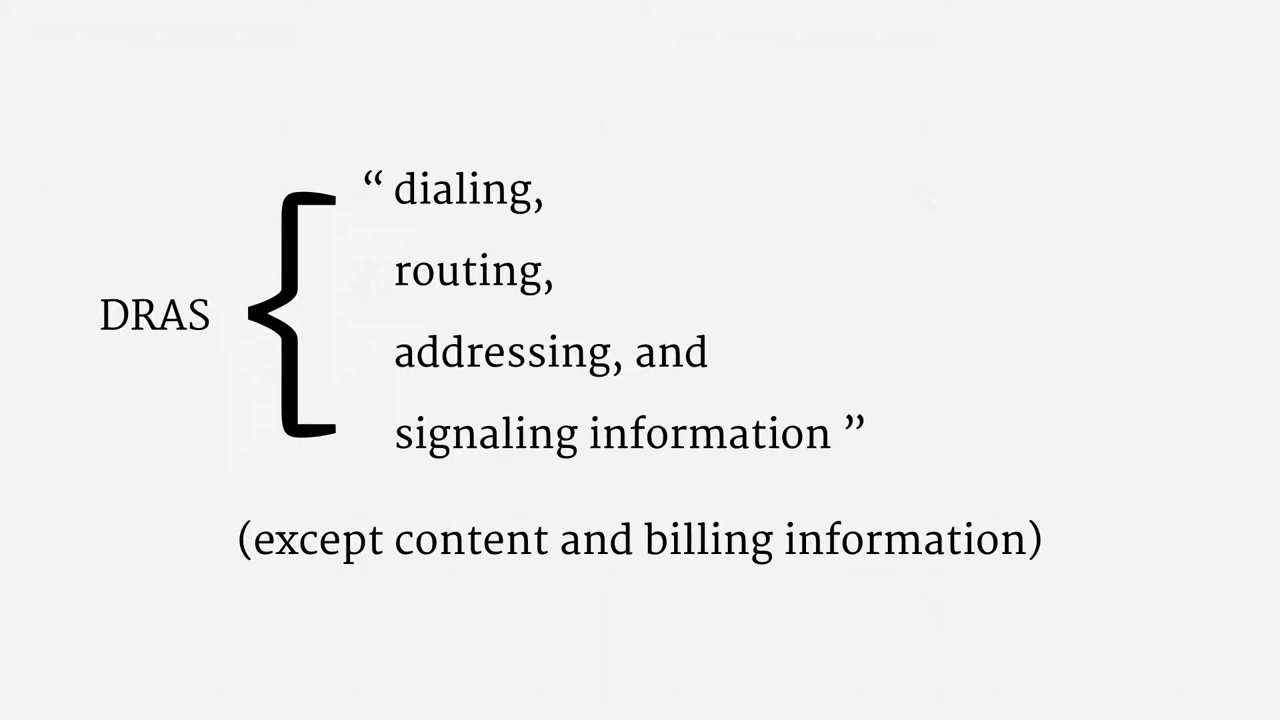 “ dialing,
routing,
DRAS
addressing, and
signaling information ”
(except content and billing information)